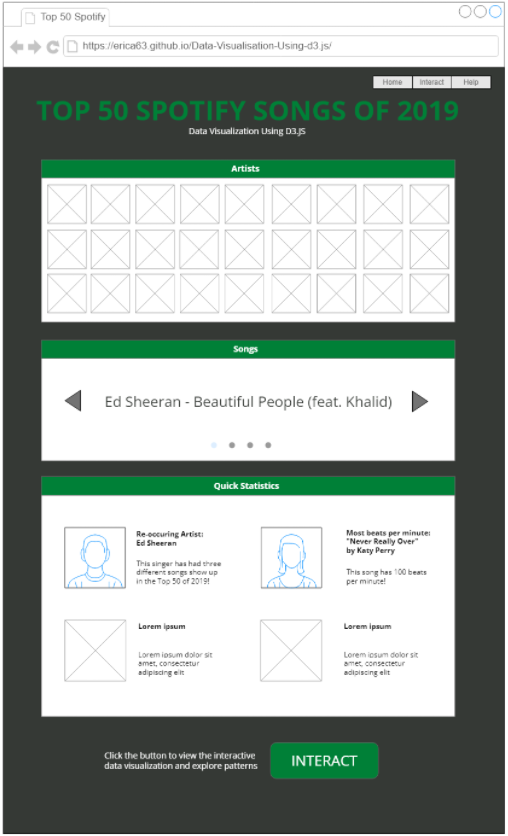 Top 50 Spotify
https://erica63.github.io/Data-Visualisation-Using-d3.js/
Home Interact Help
TOP 50 SPOTIFY SONGS OF 2019
Data Visualization Using D3.JS
Artists
Songs
Ed Sheeran - Beautiful People (feat. Khalid)
Quick Statistics
Re-occuring Artist:
Ed Sheeran
This singer has had three
different songs show up
in the Top 50 of 2019!
Most beats per minute:
"Never Really Over"
by Katy Perry
This song has 100 beats
per minute!
Lorem ipsum
Lorem ipsum dolor sit
amet, consectetur
adipiscing elit
Lorem ipsum
Lorem ipsum dolor sit
amet, consectetur
adipiscing elit
Click the button to view the interactive
data visualization and explore patterns
INTERACT